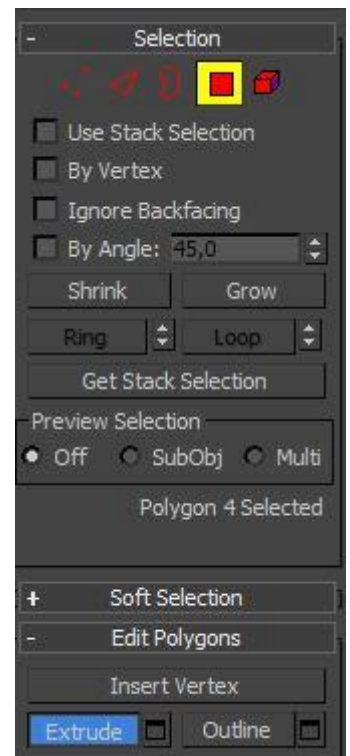 - Selection
Use Stack Selection
By Vertex
Ignore Backfacing
By Angle: 45,0
Shrink Grow
Ring Loop
Get Stack Selection
Preview Selection
Off SubObj Multi
Polygon 4 Selected
+ Soft Selection
- Edit Polygons
Insert Vertex
Extrude Outline